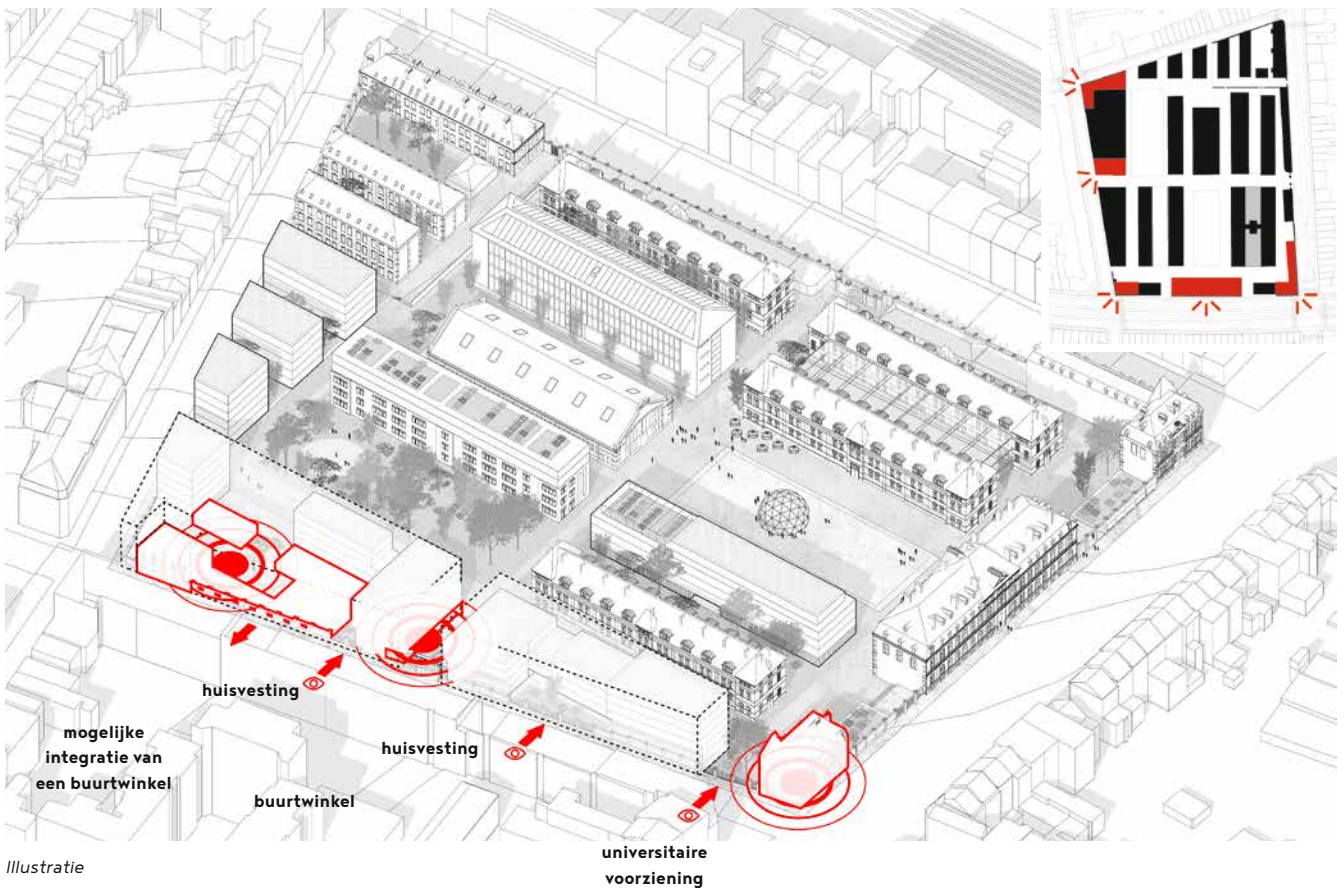 huisvesting
mogelijke
integratie van
een buurtwinkel
huisvesting
buurtwinkel
universitaire
voorziening
Illustratie